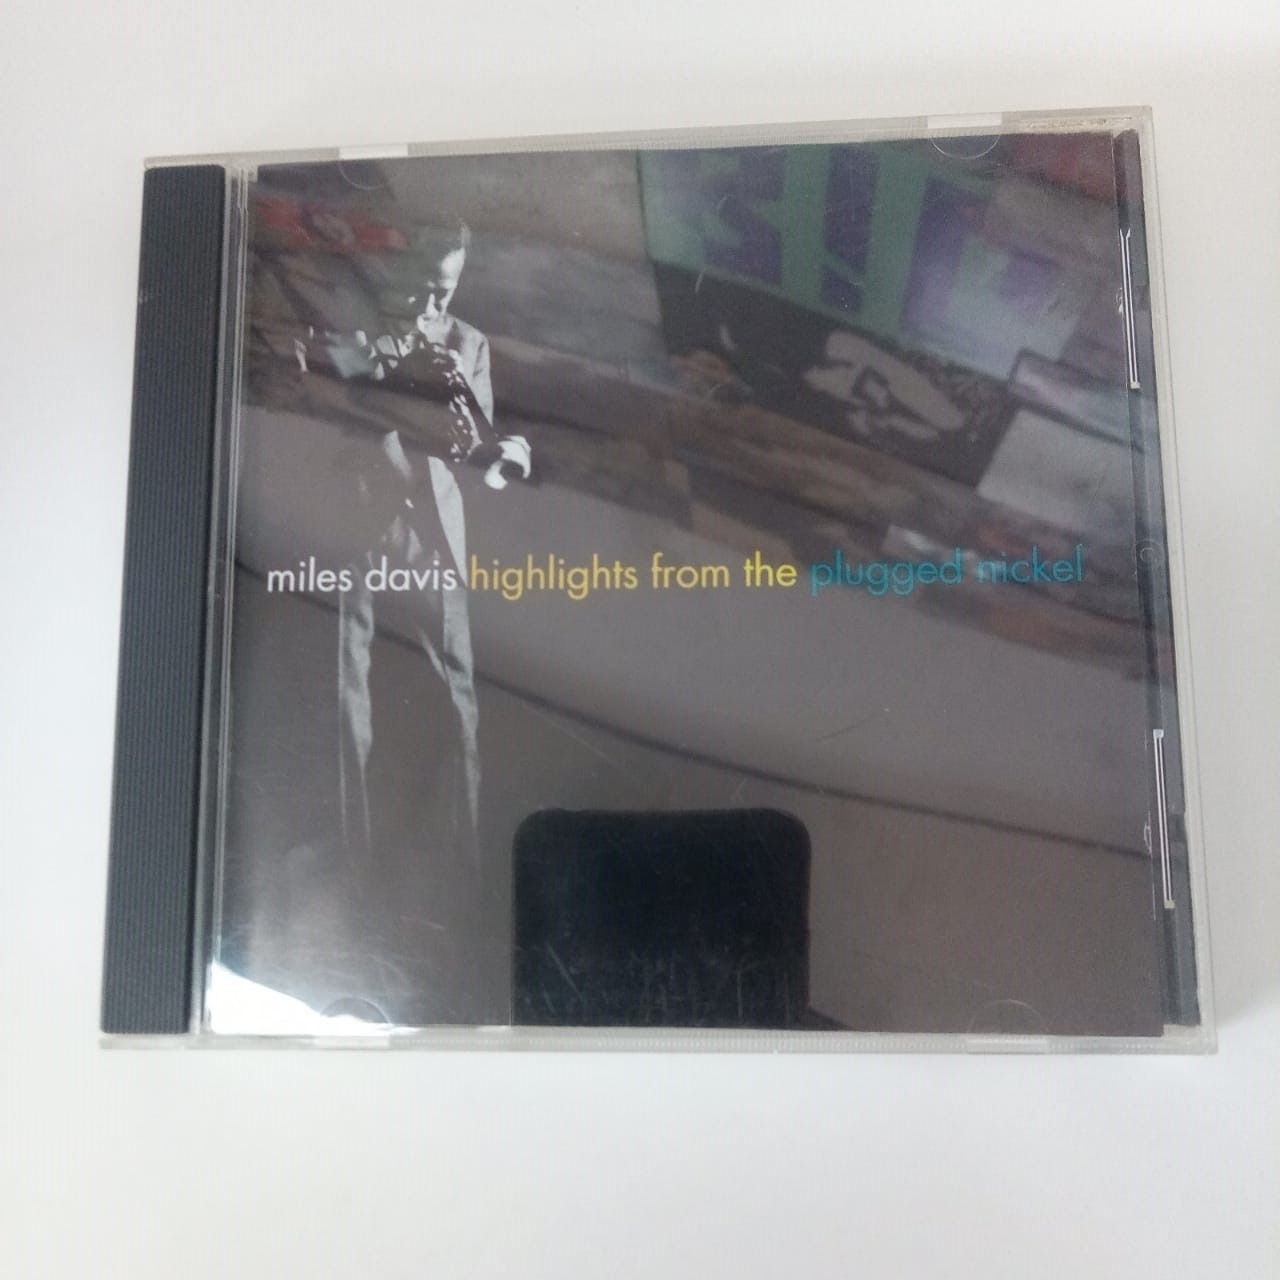 miles davis highlights from the plugged nickel